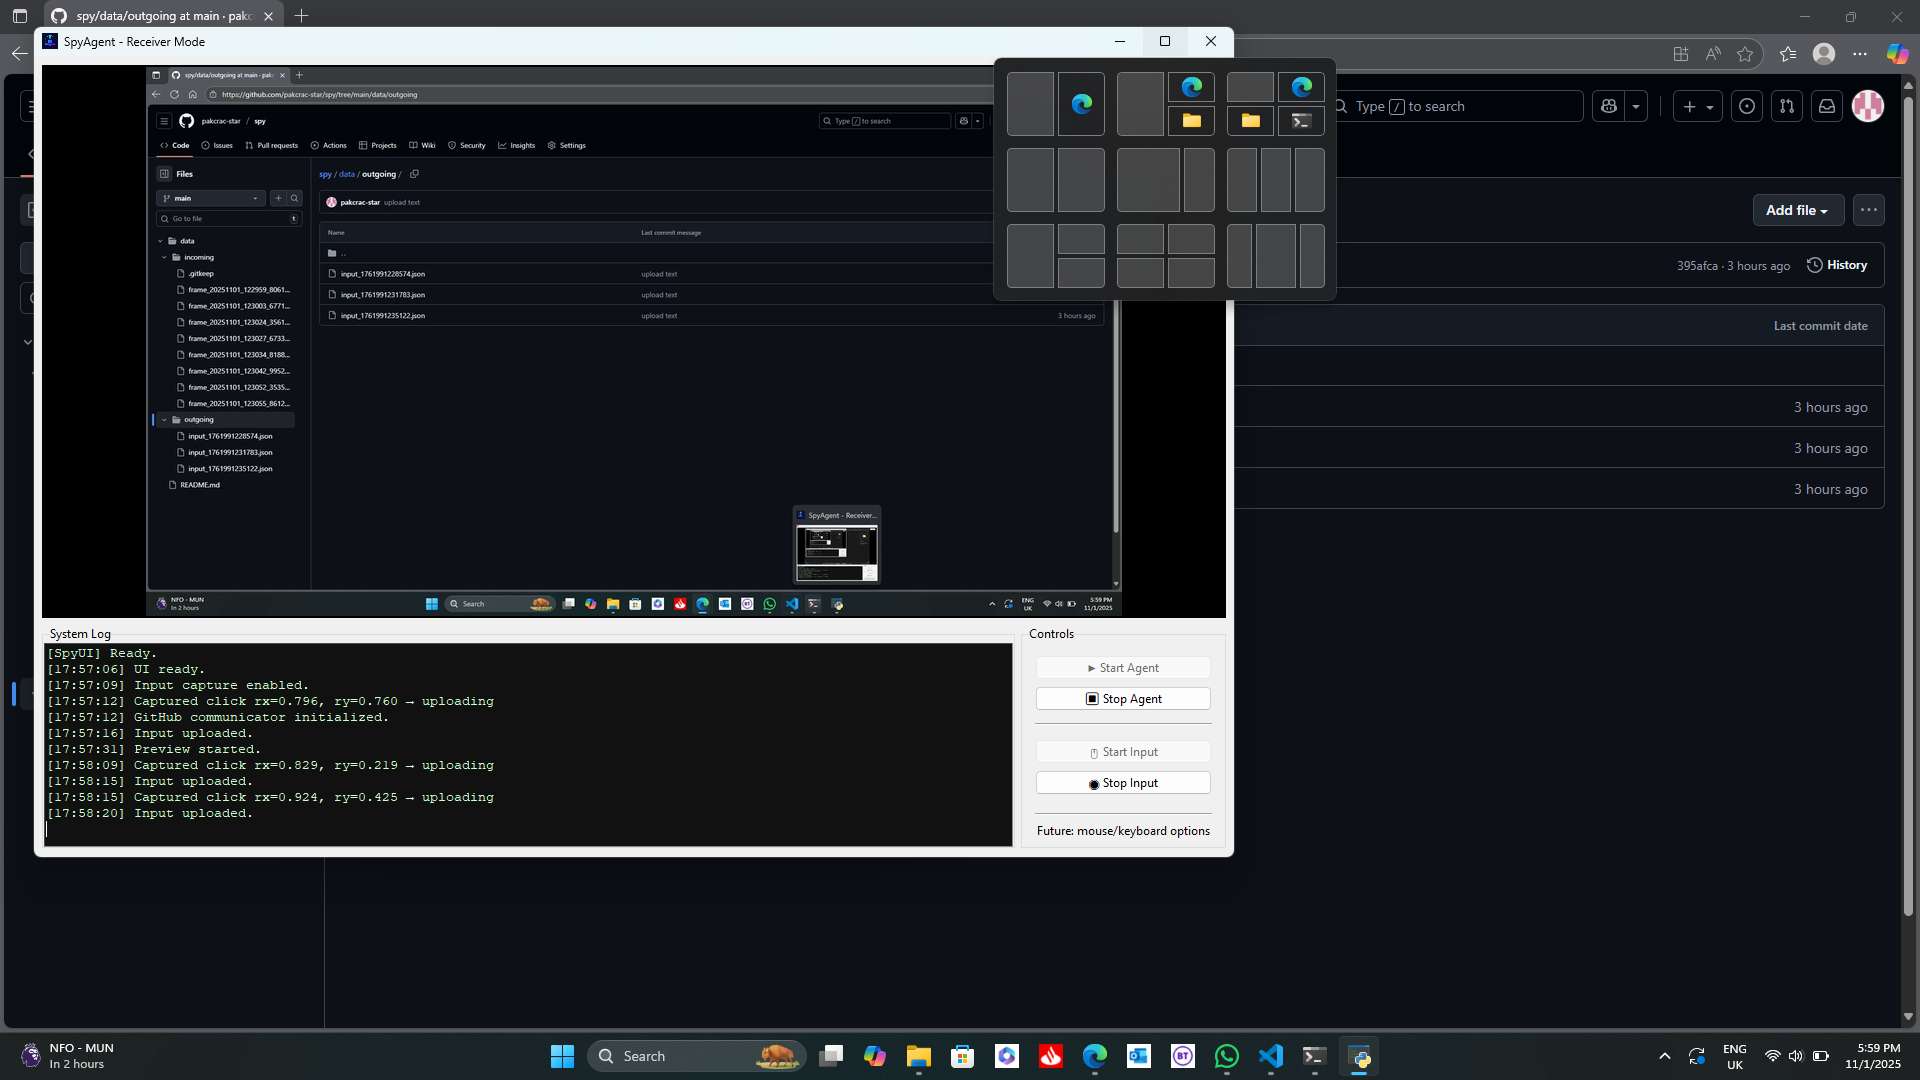 spy/data/outgoing at main · pakc
SpyAgent - Receiver Mode
spy/data/outgoing at main · pak
https://github.com/pakcrac-star/spy/tree/main/data/outgoing
pakcrac-star / spy
Type / to search
Code
Issues
Pull requests
Actions
Projects
Wiki
Security
Insights
Settings
Files
main
Go to file
t
data
incoming
.gitkeep
frame_20251101_122959_8061...
frame_20251101_123003_6771...
frame_20251101_123024_3561...
frame_20251101_123027_6733...
frame_20251101_123034_8188...
frame_20251101_123042_9952...
frame_20251101_123052_3535...
frame_20251101_123055_8612...
outgoing
input_1761991228574.json
input_1761991231783.json
input_1761991235122.json
README.md
spy / data / outgoing /
pakcrac-star upload text
Name
Last commit message
..
input_1761991228574.json
upload text
input_1761991231783.json
upload text
input_1761991235122.json
upload text
3 hours ago
SpyAgent - Receiver...
NFO - MUN
In 2 hours
Search
ENG
UK
5:59 PM
11/1/2025
Type / to search
Add file
395afca · 3 hours ago
History
Last commit date
3 hours ago
3 hours ago
3 hours ago
System Log
[SpyUI] Ready.
[17:57:06] UI ready.
[17:57:09] Input capture enabled.
[17:57:12] Captured click rx=0.796, ry=0.760 → uploading
[17:57:12] GitHub communicator initialized.
[17:57:16] Input uploaded.
[17:57:31] Preview started.
[17:58:09] Captured click rx=0.829, ry=0.219 → uploading
[17:58:15] Input uploaded.
[17:58:15] Captured click rx=0.924, ry=0.425 → uploading
[17:58:20] Input uploaded.
Controls
Start Agent
Stop Agent
Start Input
Stop Input
Future: mouse/keyboard options
NFO - MUN
In 2 hours
Search
BT
ENG
UK
5:59 PM
11/1/2025